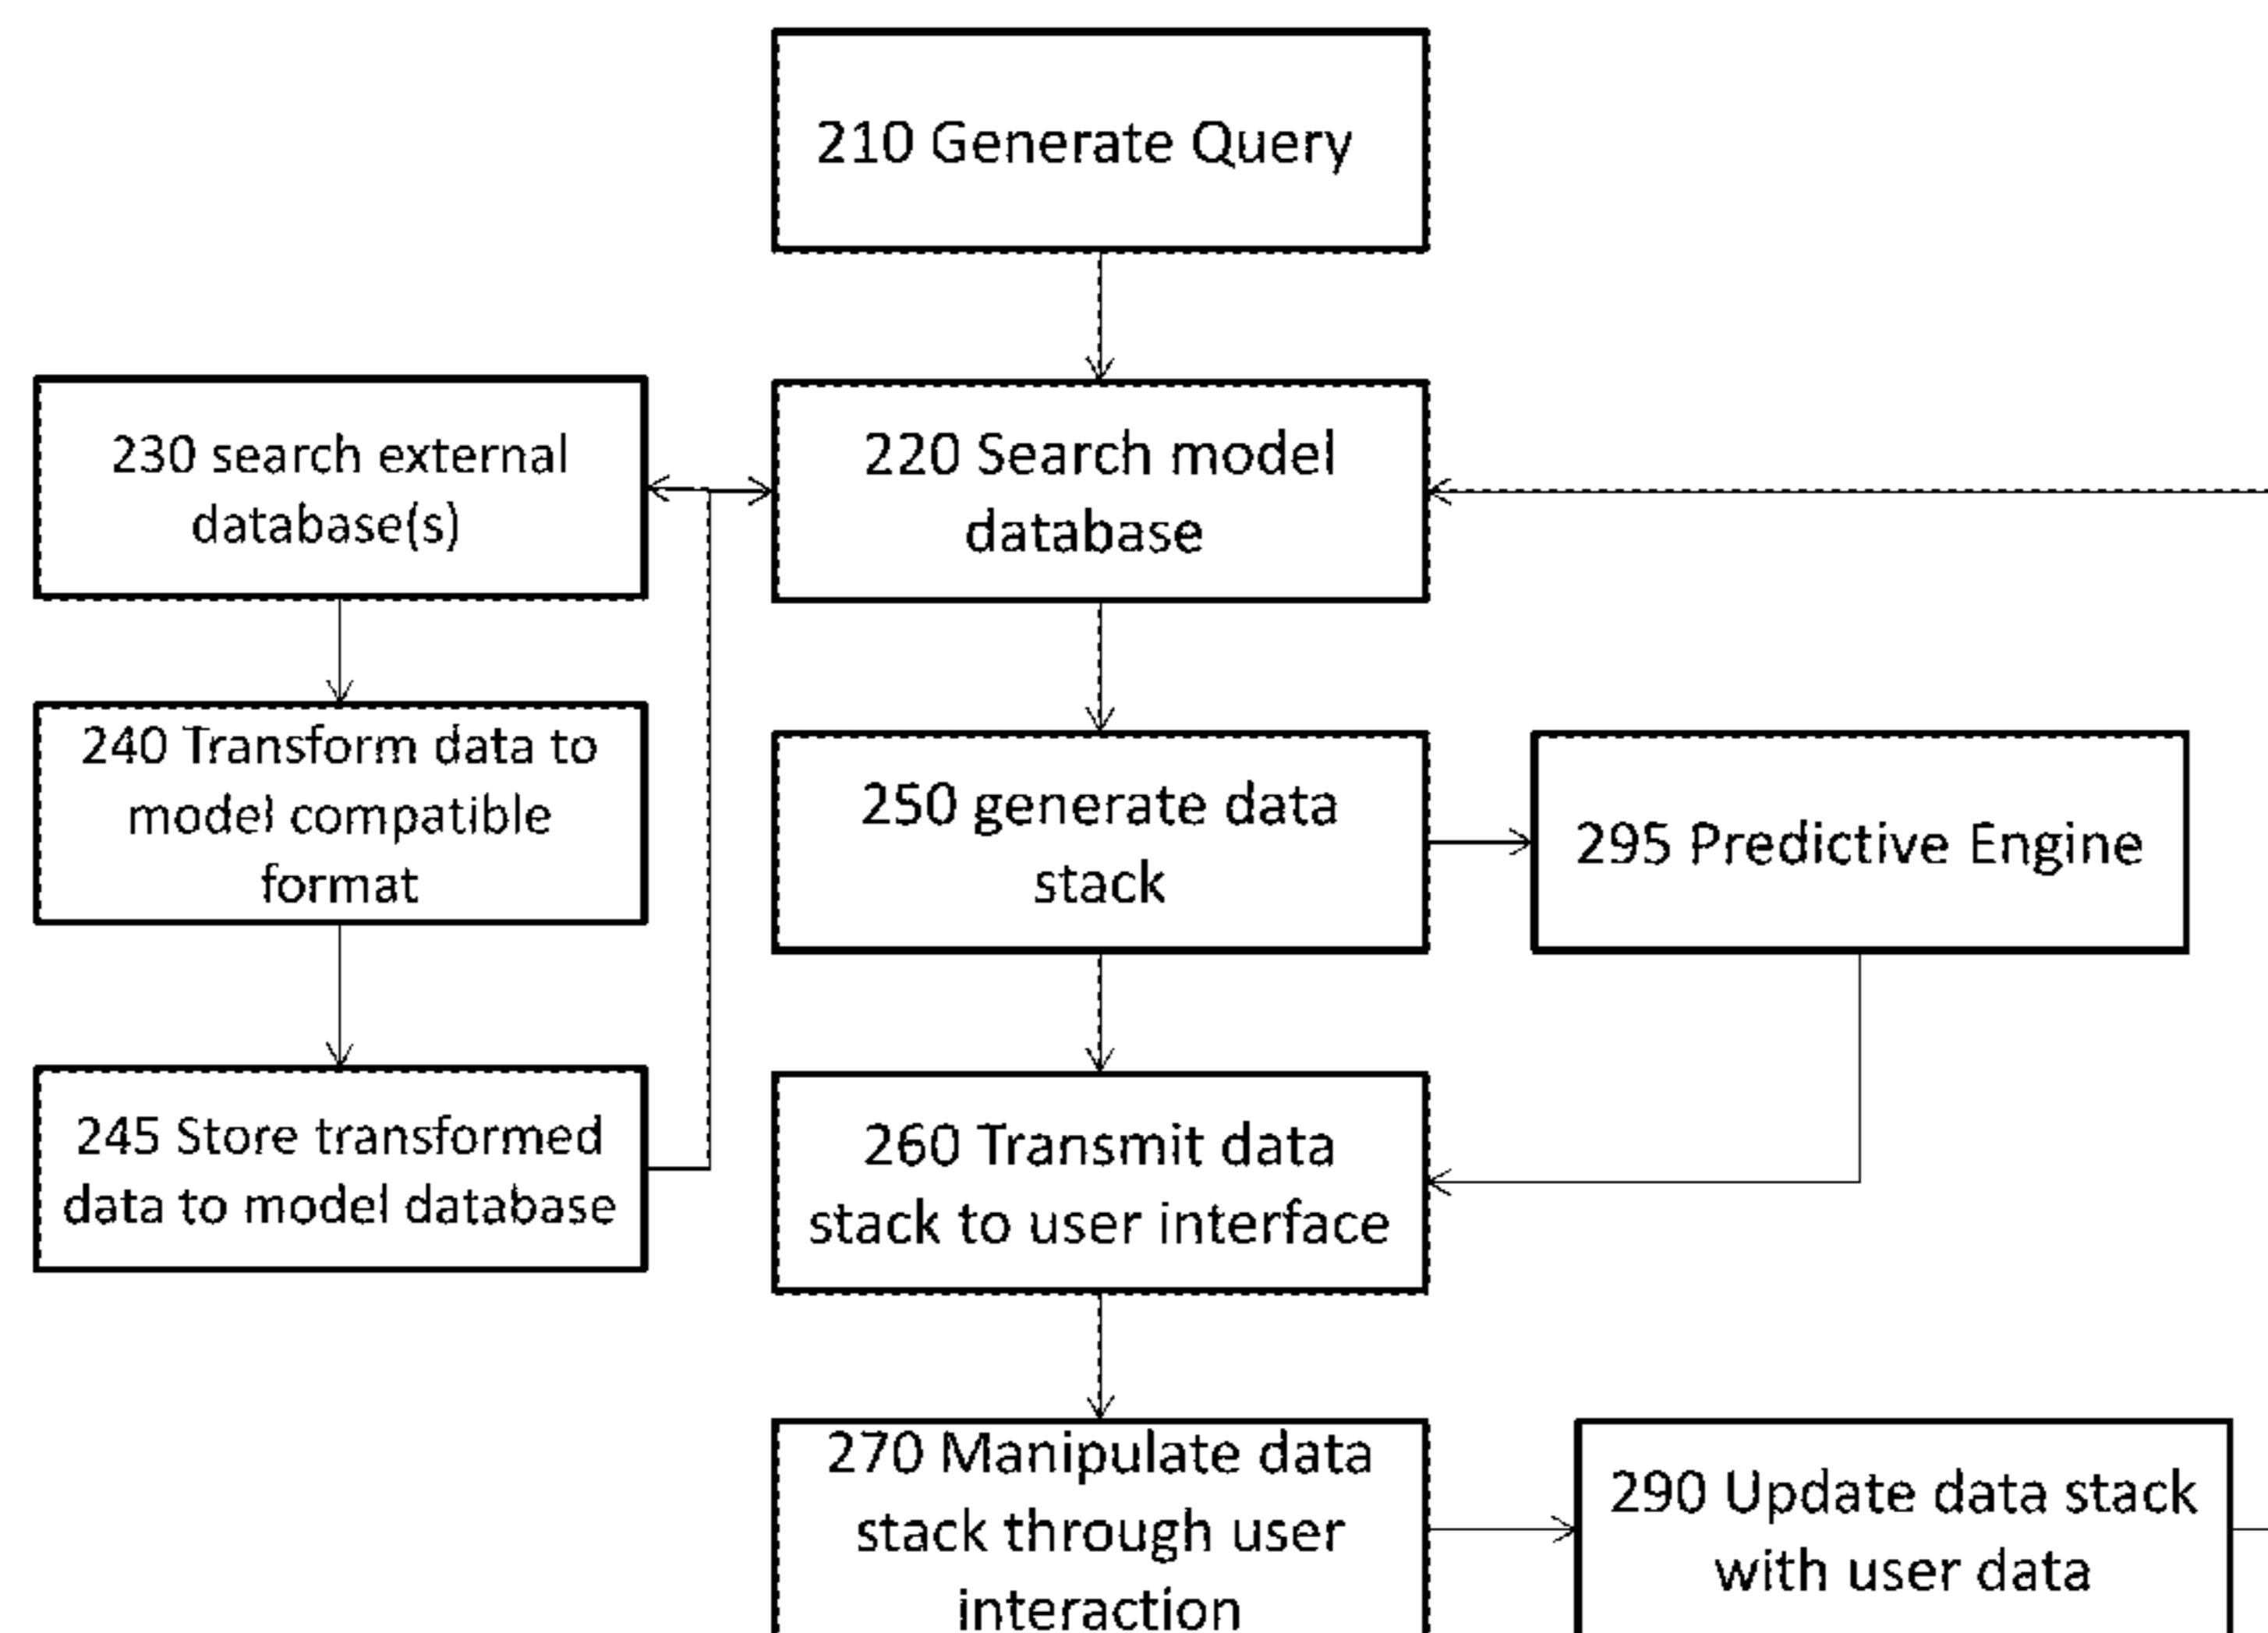 210 Generate Query
230 search external
database(s)
220 Search model
database
240 Transform data to
model compatible
format
250 generate data
stack
295 Predictive Engine
245 Store transformed
data to model database
260 Transmit data
stack to user interface
270 Manipulate data
stack through user
interaction
290 Update data stack
with user data